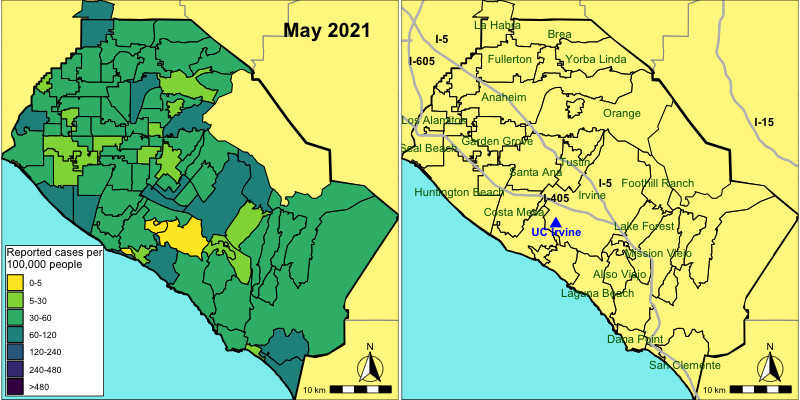 May 2021
Reported cases per
100,000 people
0-5
5-30
30-60
60-120
120-240
240-480
>480
N
10 km
La Habra
I-5
Brea
I-605
Fullerton
Yorba Linda
Anaheim
Los Alamitos
Orange
I-15
Seal Beach
Garden Grove
Tustin
Santa Ana
I-5
Foothill Ranch
Huntington Beach
I-405
Irvine
Costa Mesa
UC Irvine
Lake Forest
Mission Viejo
Aliso Viejo
Laguna Beach
Dana Point
San Clemente
N
10 km